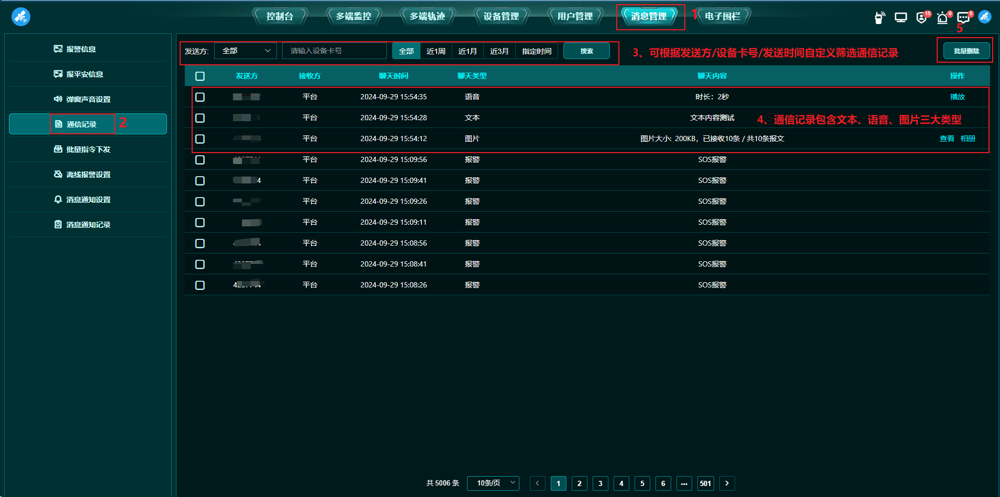 控制台 多端监控 多端轨迹 设备管理 用户管理 消息管理 1 电子围栏 15 9 5
5
报警信息
报平安信息
弹窗声音设置
通信记录 2
批量指令下发
离线报警设置
消息通知设置
消息通知记录
发送方: 全部 请输入设备卡号 全部 近1周 近1月 近3月 指定时间 搜索 3、可根据发送方/设备卡号/发送时间自定义筛选通信记录 批量删除
发送方 接收方 聊天时间 聊天类型 聊天内容 操作
平台 2024-09-29 15:54:35 语音 时长：2秒 播放
平台 2024-09-29 15:54:28 文本 文本内容测试 4、通信记录包含文本、语音、图片三大类型
平台 2024-09-29 15:54:12 图片 图片大小: 200KB，已接收10条 / 共10条报文 查看 相册
平台 2024-09-29 15:09:56 报警 SOS报警
4 平台 2024-09-29 15:09:41 报警 SOS报警
平台 2024-09-29 15:09:26 报警 SOS报警
平台 2024-09-29 15:09:11 报警 SOS报警
平台 2024-09-29 15:08:56 报警 SOS报警
平台 2024-09-29 15:08:41 报警 SOS报警
平台 2024-09-29 15:08:26 报警 SOS报警
共 5006 条 10条/页 < 1 2 3 4 5 6 ••• 501 >